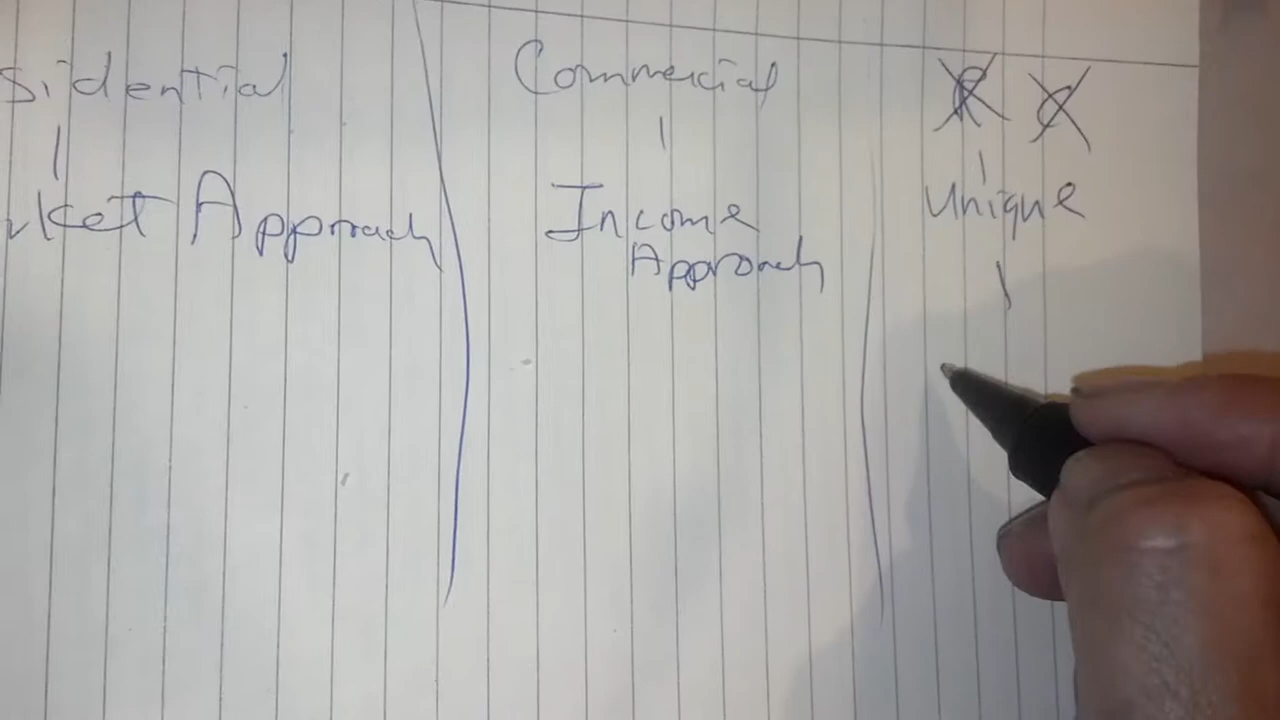 sidential
rket Approach
Commercial
Income
Approach
R C
Unique